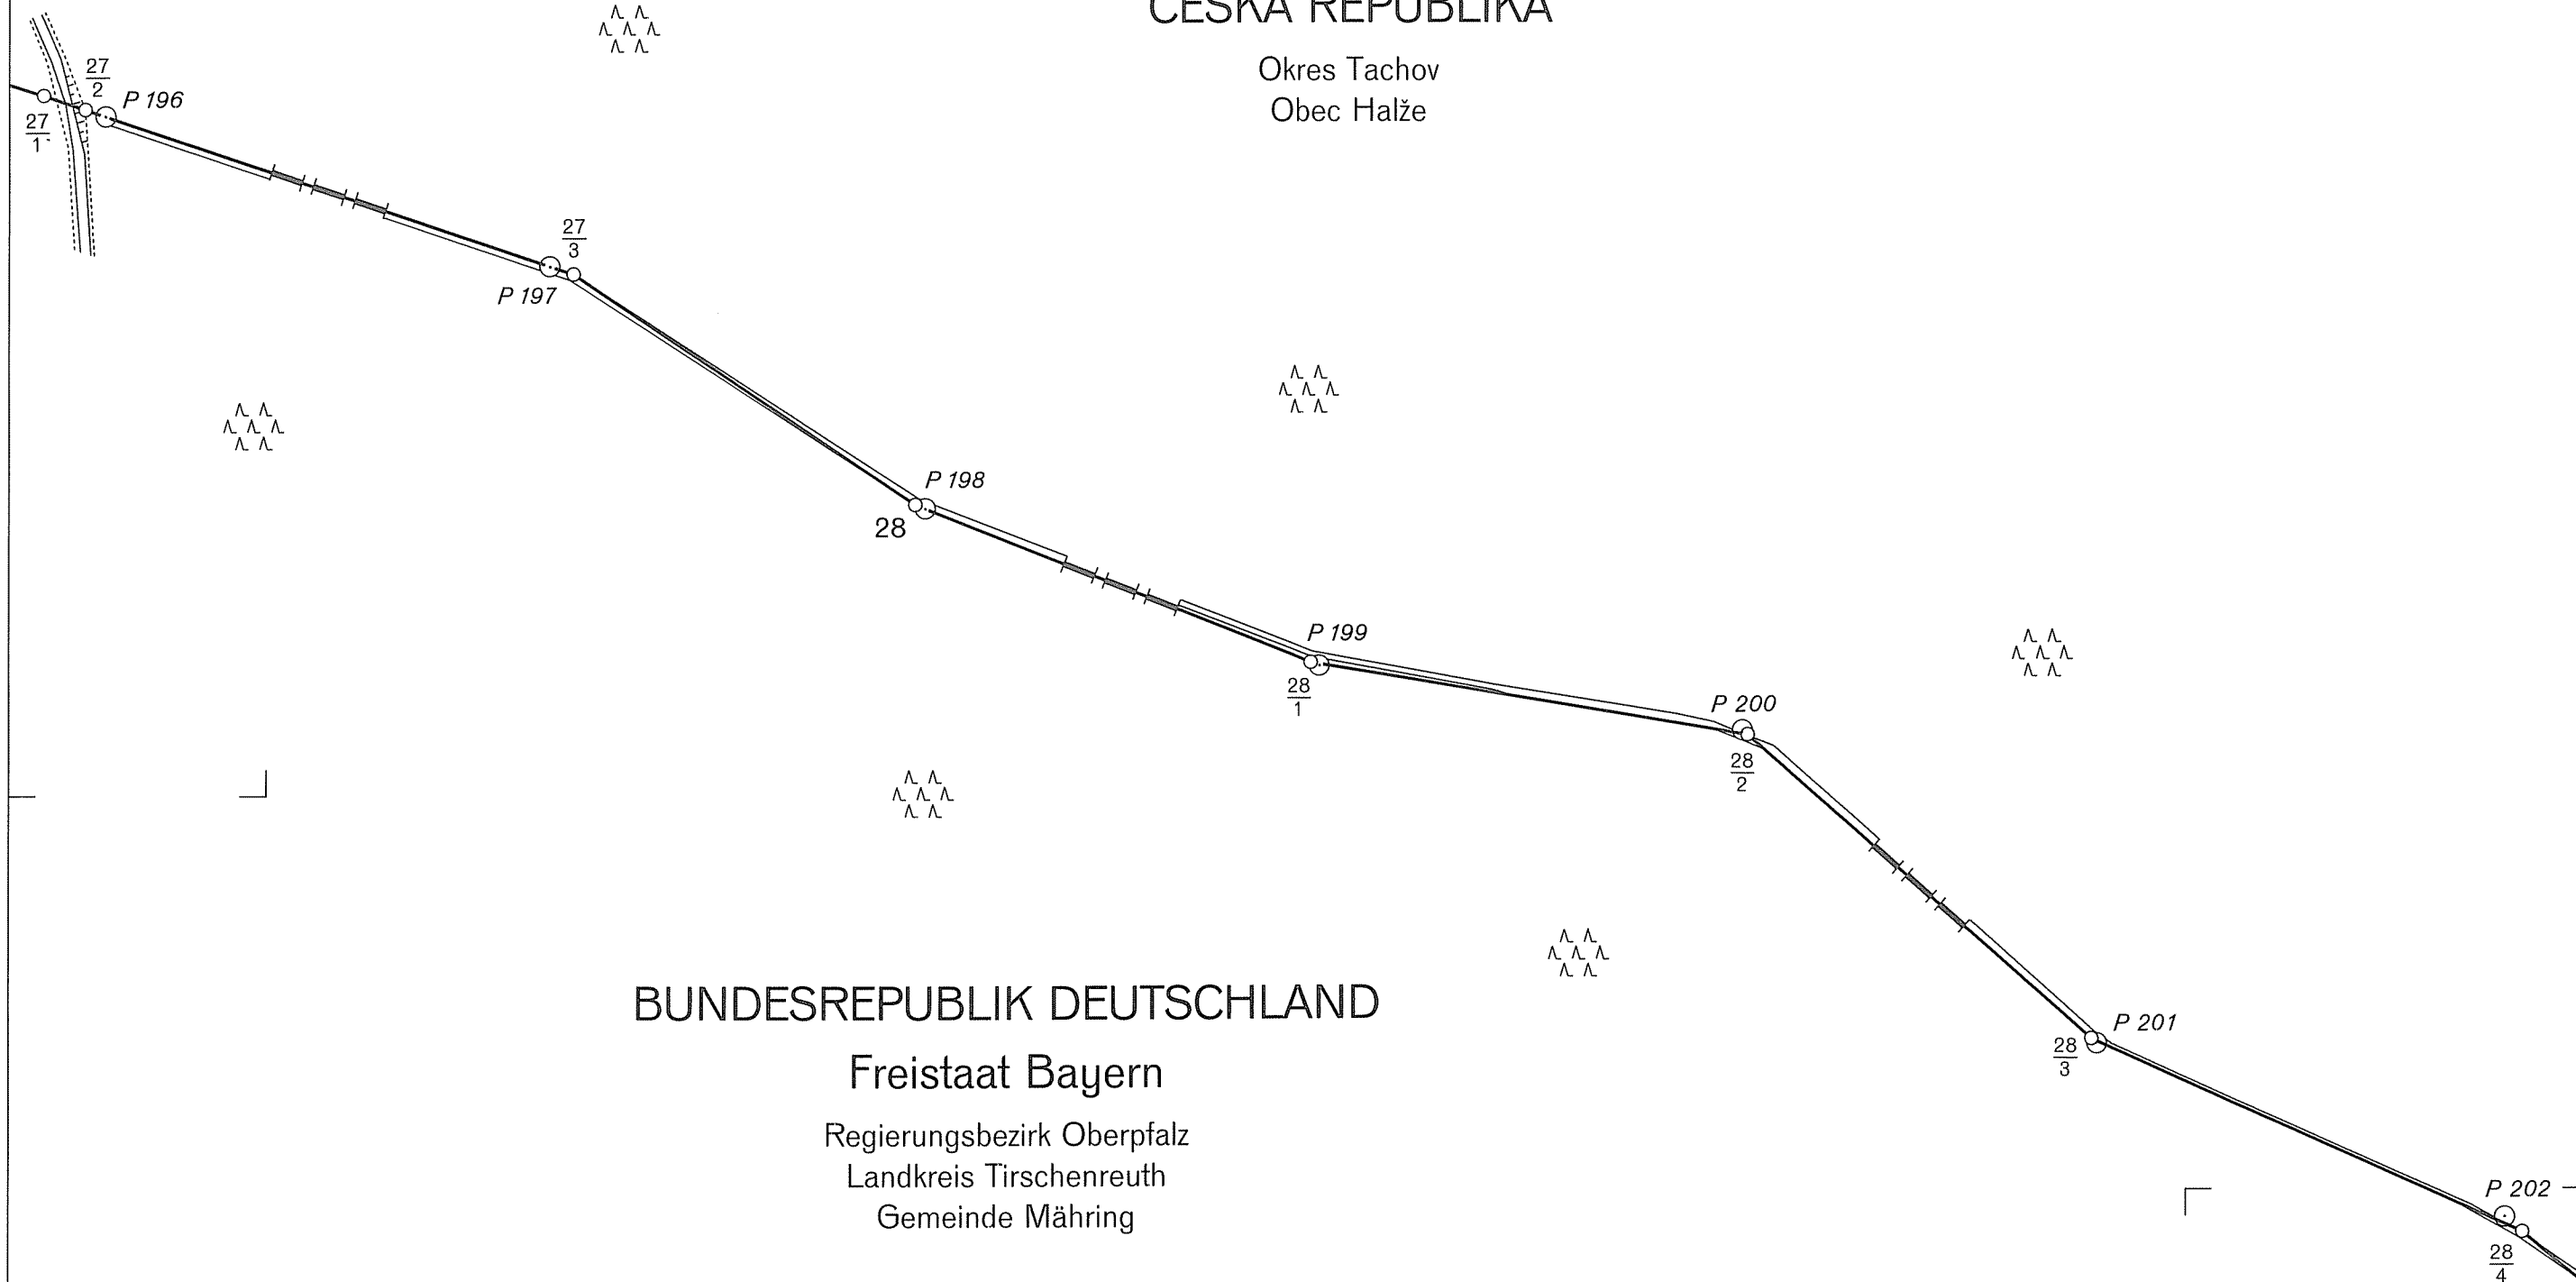 ČESKÁ REPUBLIKA
Okres Tachov
Obec Halže
27
2
P 196
27
1
27
3
P 197
P 198
28
P 199
28
1
P 200
28
2
P 201
28
3
P 202
28
4
BUNDESREPUBLIK DEUTSCHLAND
Freistaat Bayern
Regierungsbezirk Oberpfalz
Landkreis Tirschenreuth
Gemeinde Mähring